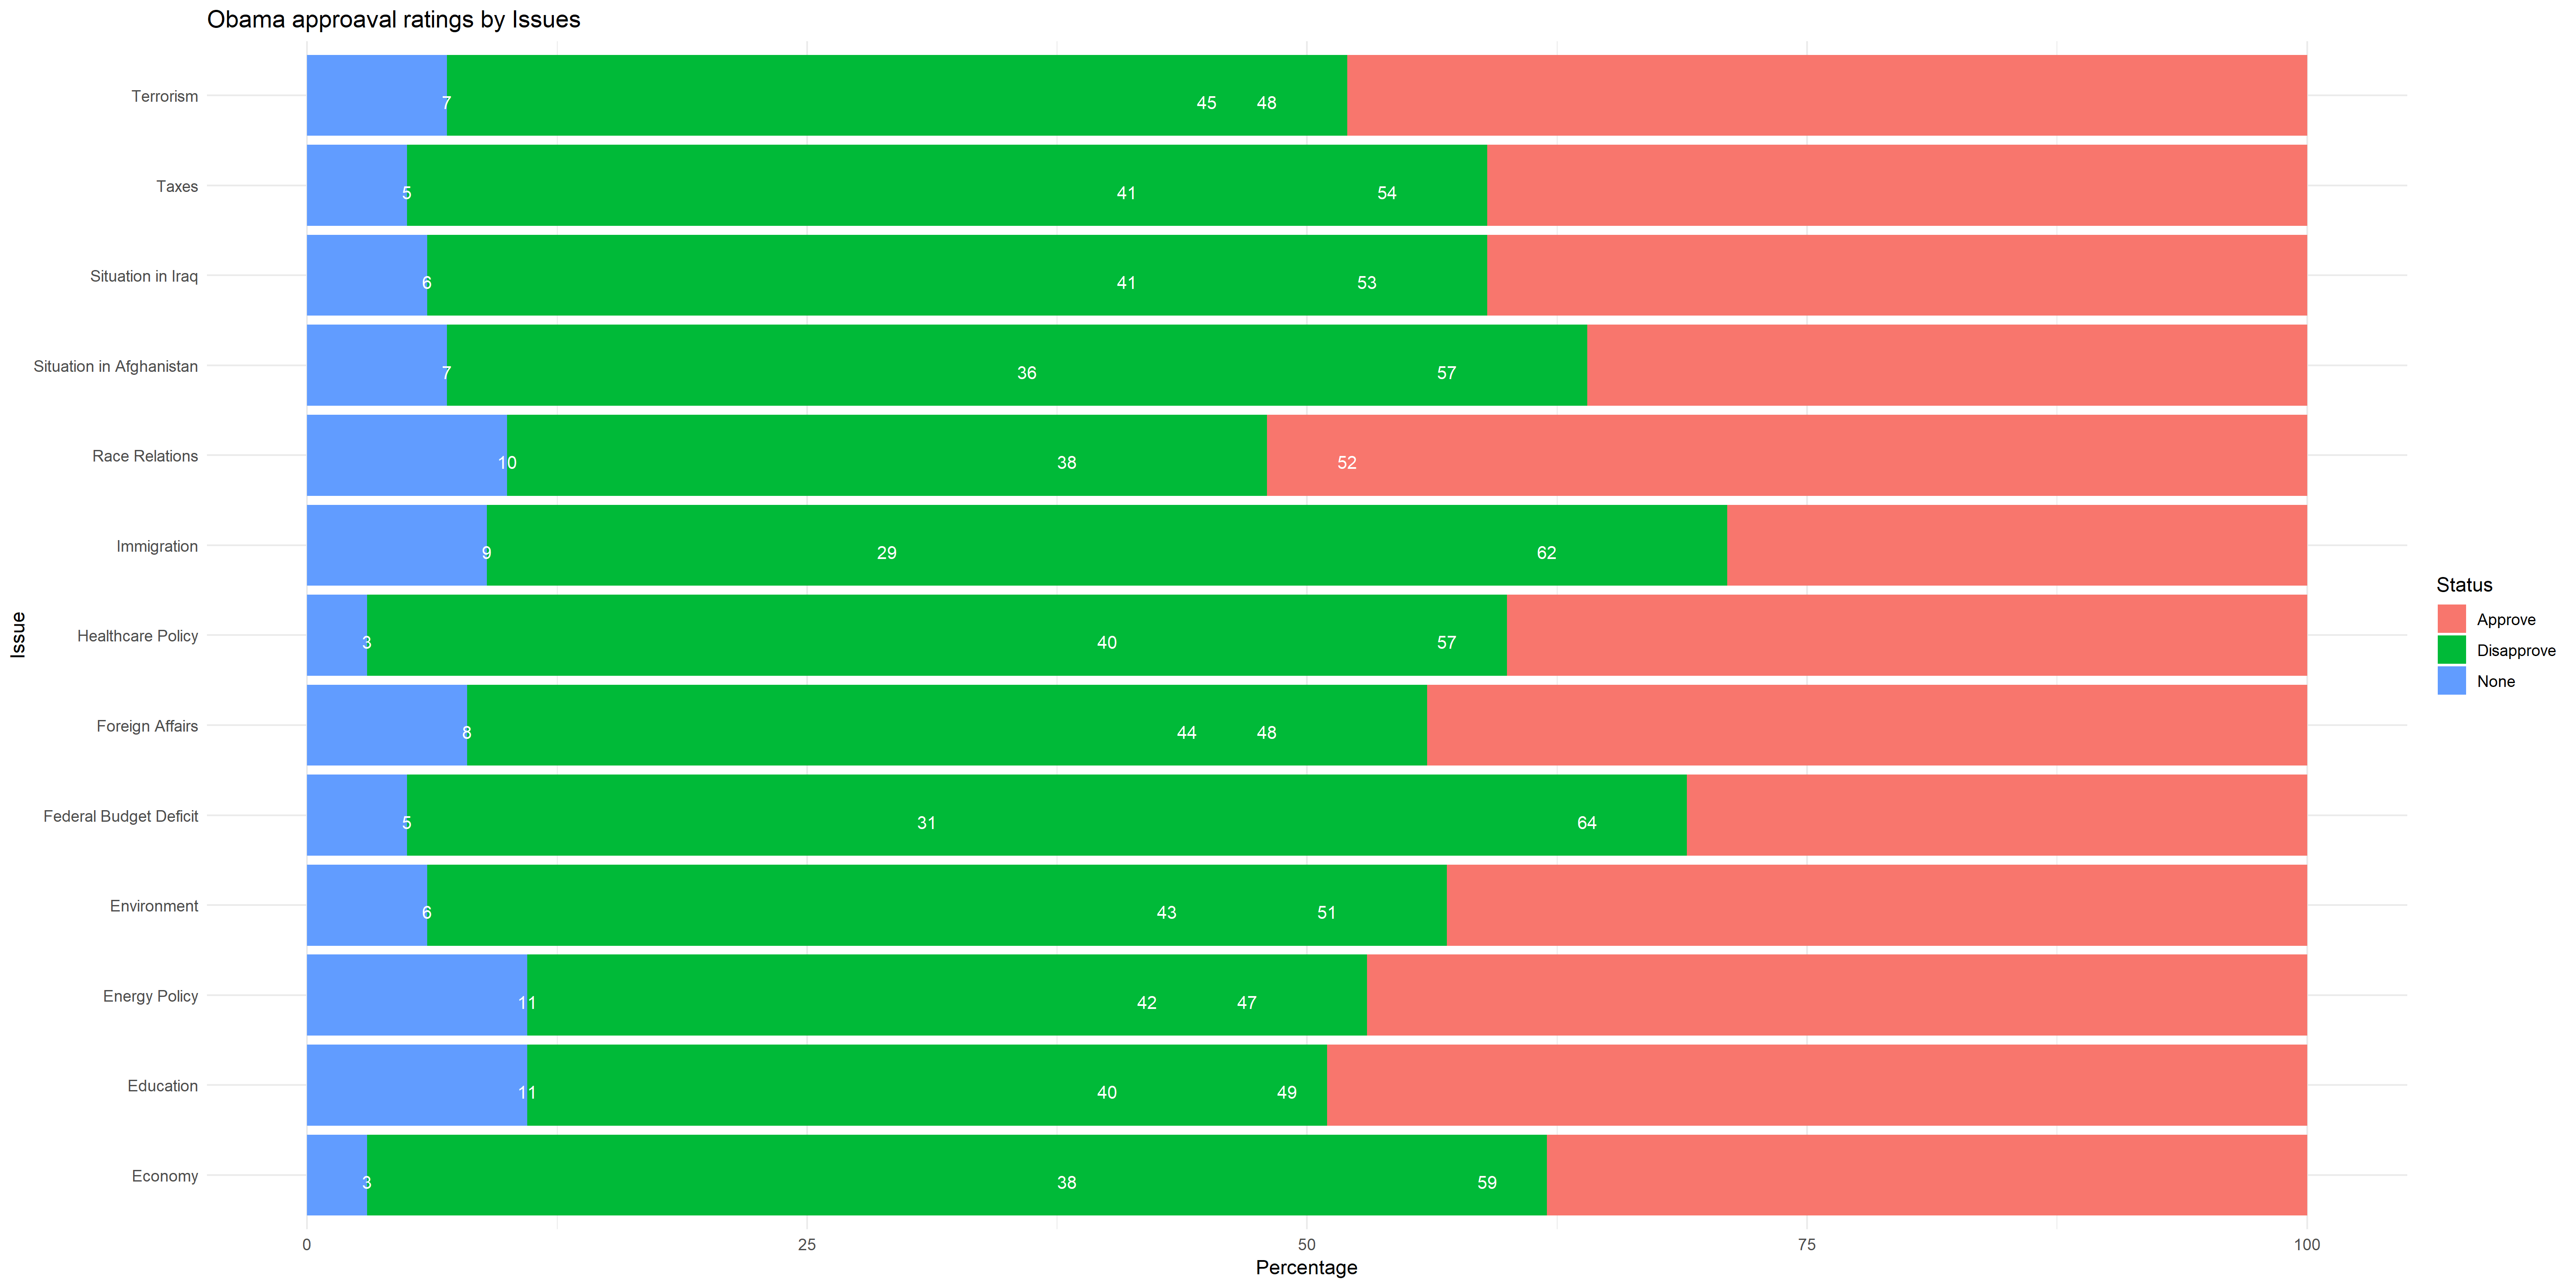 Obama approaval ratings by Issues
Terrorism
7 45 48
Taxes
5 41 54
Situation in Iraq
6 41 53
Situation in Afghanistan
7 36 57
Race Relations
10 38 52
Immigration
9 29 62
Healthcare Policy
3 40 57
Foreign Affairs
8 44 48
Federal Budget Deficit
5 31 64
Environment
6 43 51
Energy Policy
11 42 47
Education
11 40 49
Economy
3 38 59
0 25 50 75 100
Percentage
Issue
Status
Approve
Disapprove
None